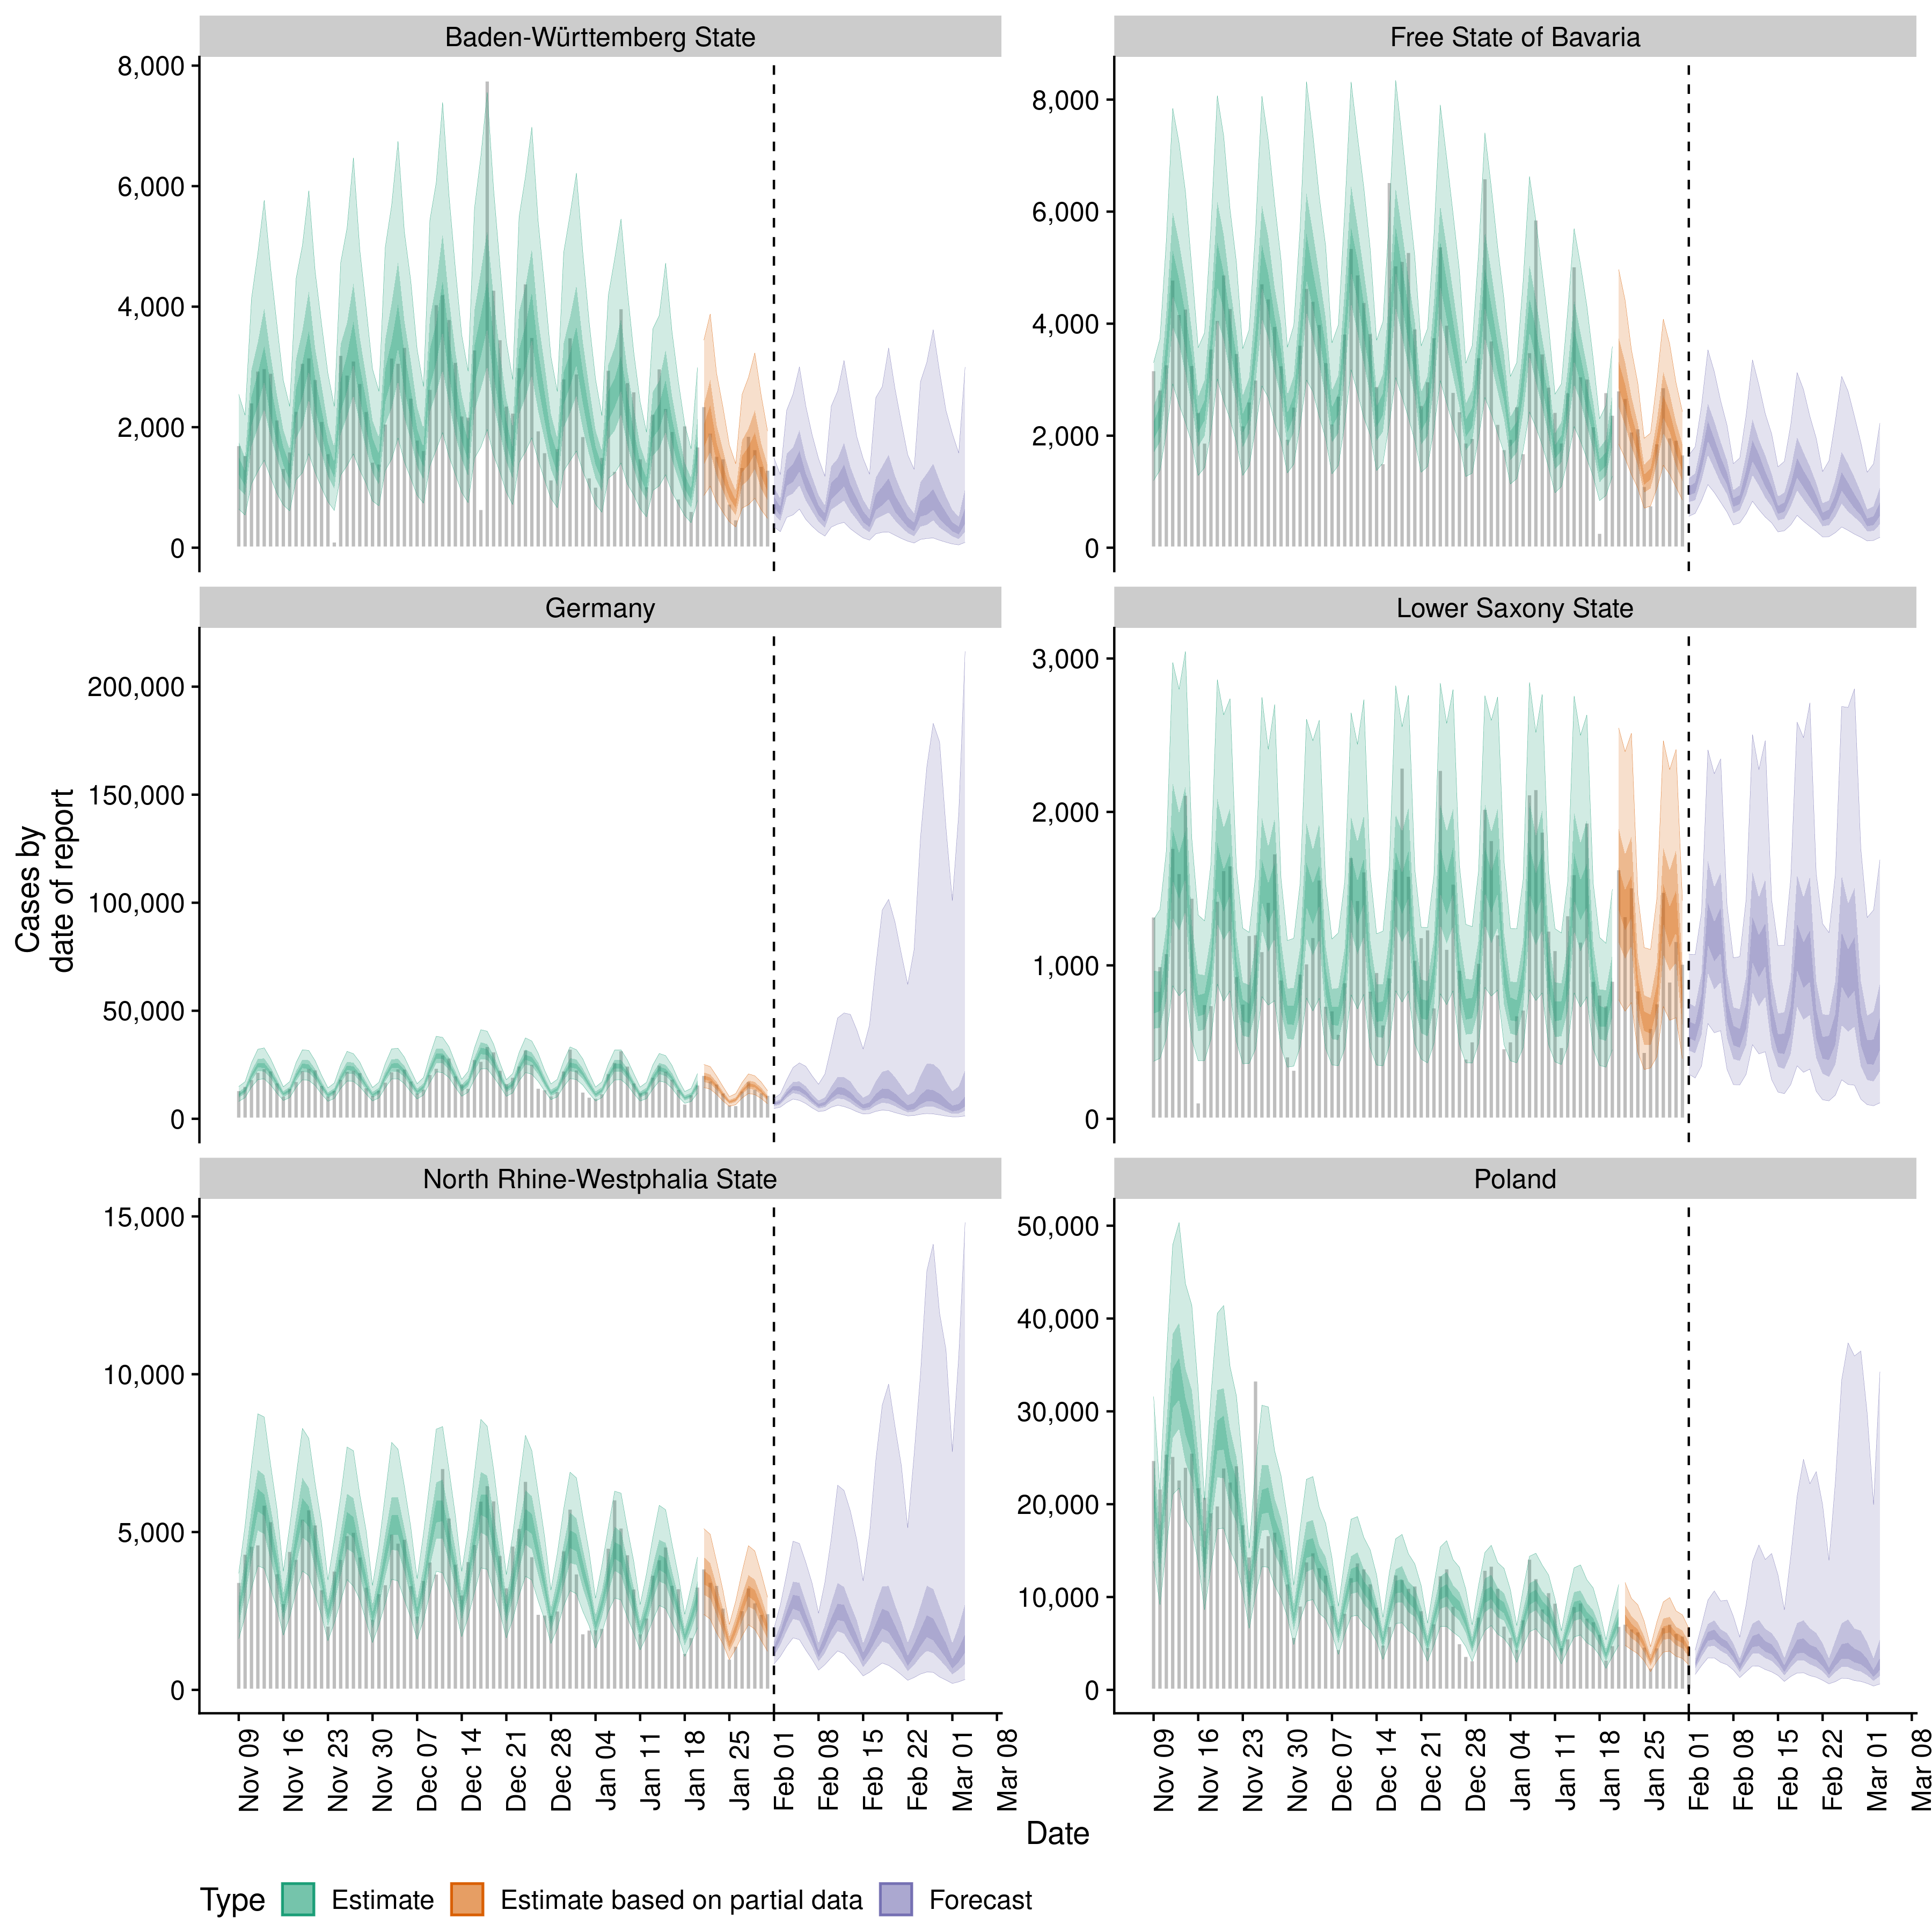 Baden-Württemberg State
Free State of Bavaria
8,000
6,000
4,000
2,000
0
8,000
6,000
4,000
2,000
0
Germany
Lower Saxony State
200,000
150,000
100,000
50,000
0
3,000
2,000
1,000
0
Cases by
date of report
North Rhine-Westphalia State
Poland
15,000
10,000
5,000
0
50,000
40,000
30,000
20,000
10,000
0
Nov 09
Nov 16
Nov 23
Nov 30
Dec 07
Dec 14
Dec 21
Dec 28
Jan 04
Jan 11
Jan 18
Jan 25
Feb 01
Feb 08
Feb 15
Feb 22
Mar 01
Mar 08
Nov 09
Nov 16
Nov 23
Nov 30
Dec 07
Dec 14
Dec 21
Dec 28
Jan 04
Jan 11
Jan 18
Jan 25
Feb 01
Feb 08
Feb 15
Feb 22
Mar 01
Mar 08
Date
Type Estimate Estimate based on partial data Forecast